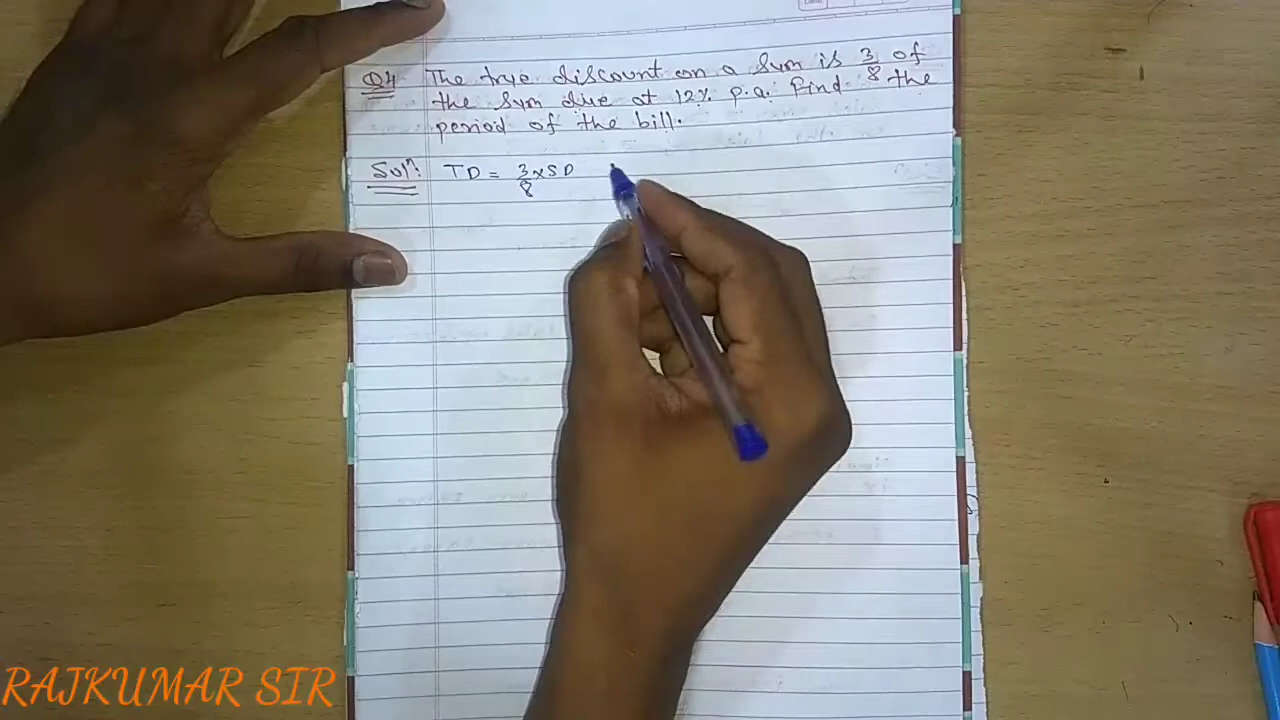 Q4 The true discount on a sum is 3/8 of
the sum due at 12% p.a. Find the
period of the bill.
Solⁿ: TD = 3/8 × SD
RAJKUMAR SIR